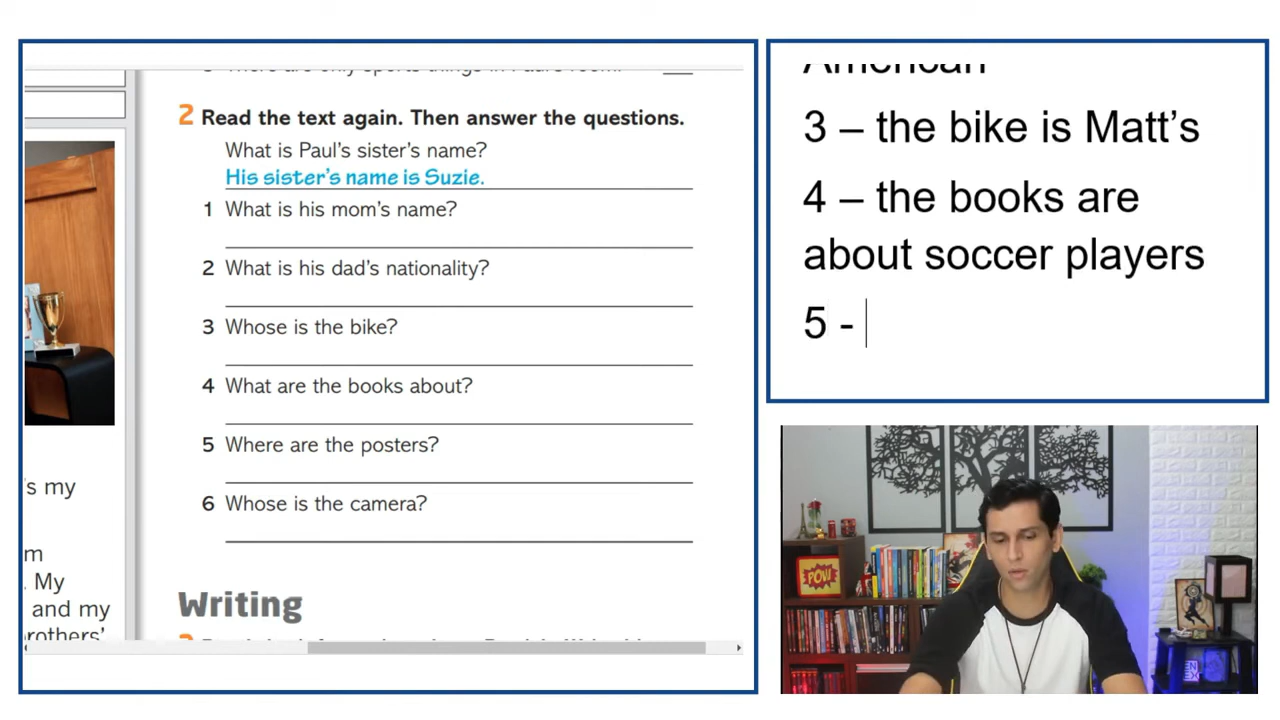 2 Read the text again. Then answer the questions.
What is Paul's sister's name?
His sister's name is Suzie.
1 What is his mom's name?
2 What is his dad's nationality?
3 Whose is the bike?
4 What are the books about?
5 Where are the posters?
6 Whose is the camera?
Writing
's my
m
. My
and my
rothers'
American
3 – the bike is Matt's
4 – the books are
about soccer players
5 -
POW